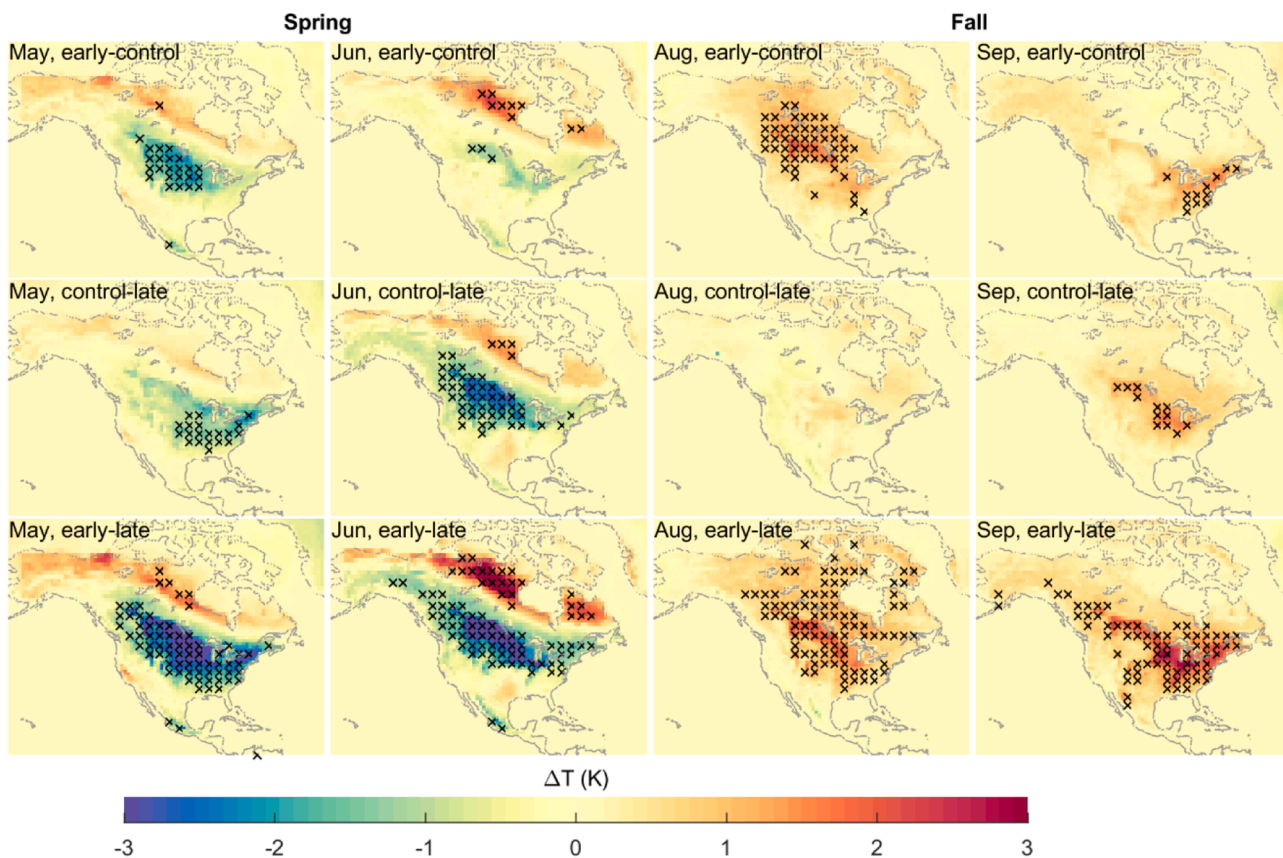 Spring Fall
May, early-control Jun, early-control Aug, early-control Sep, early-control
May, control-late Jun, control-late Aug, control-late Sep, control-late
May, early-late Jun, early-late Aug, early-late Sep, early-late
ΔT (K)
-3 -2 -1 0 1 2 3